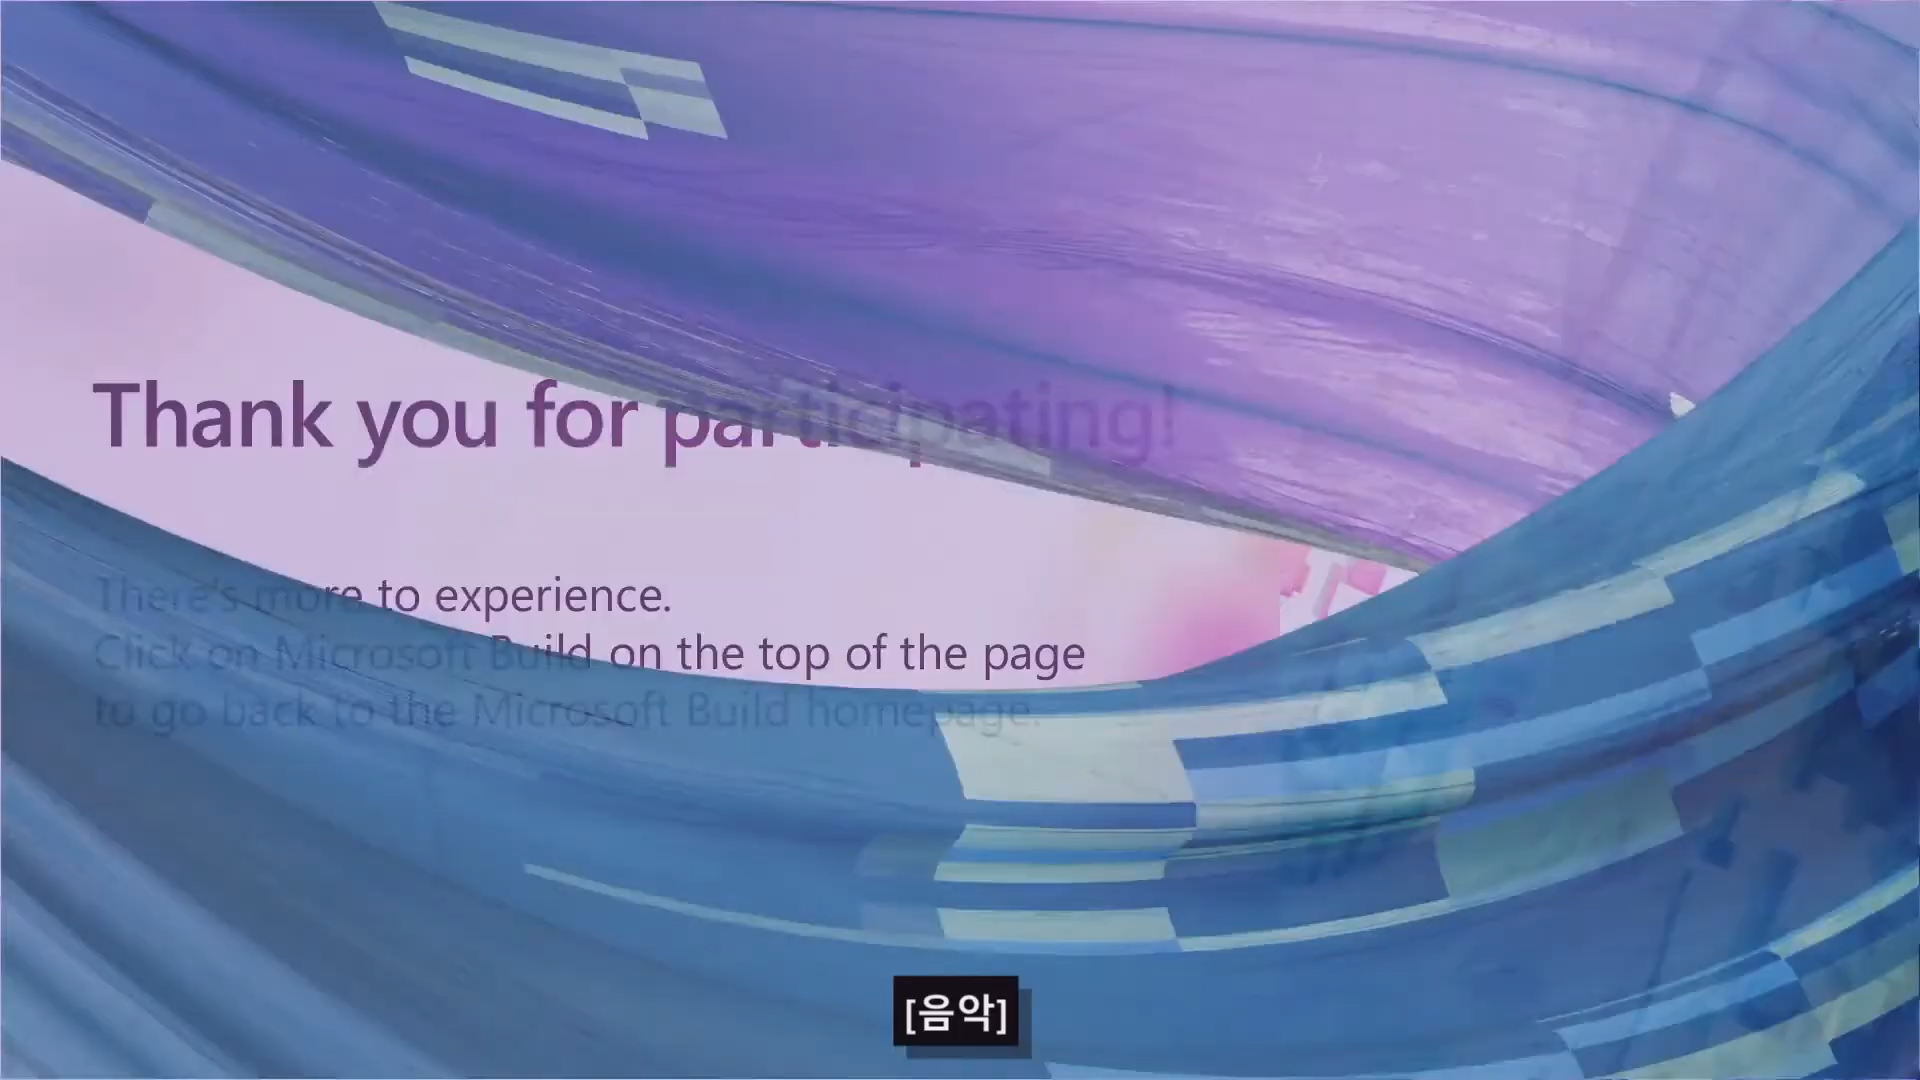 Thank you for participating!
There's more to experience.
Click on Microsoft Build on the top of the page
to go back to the Microsoft Build homepage.
[음악]